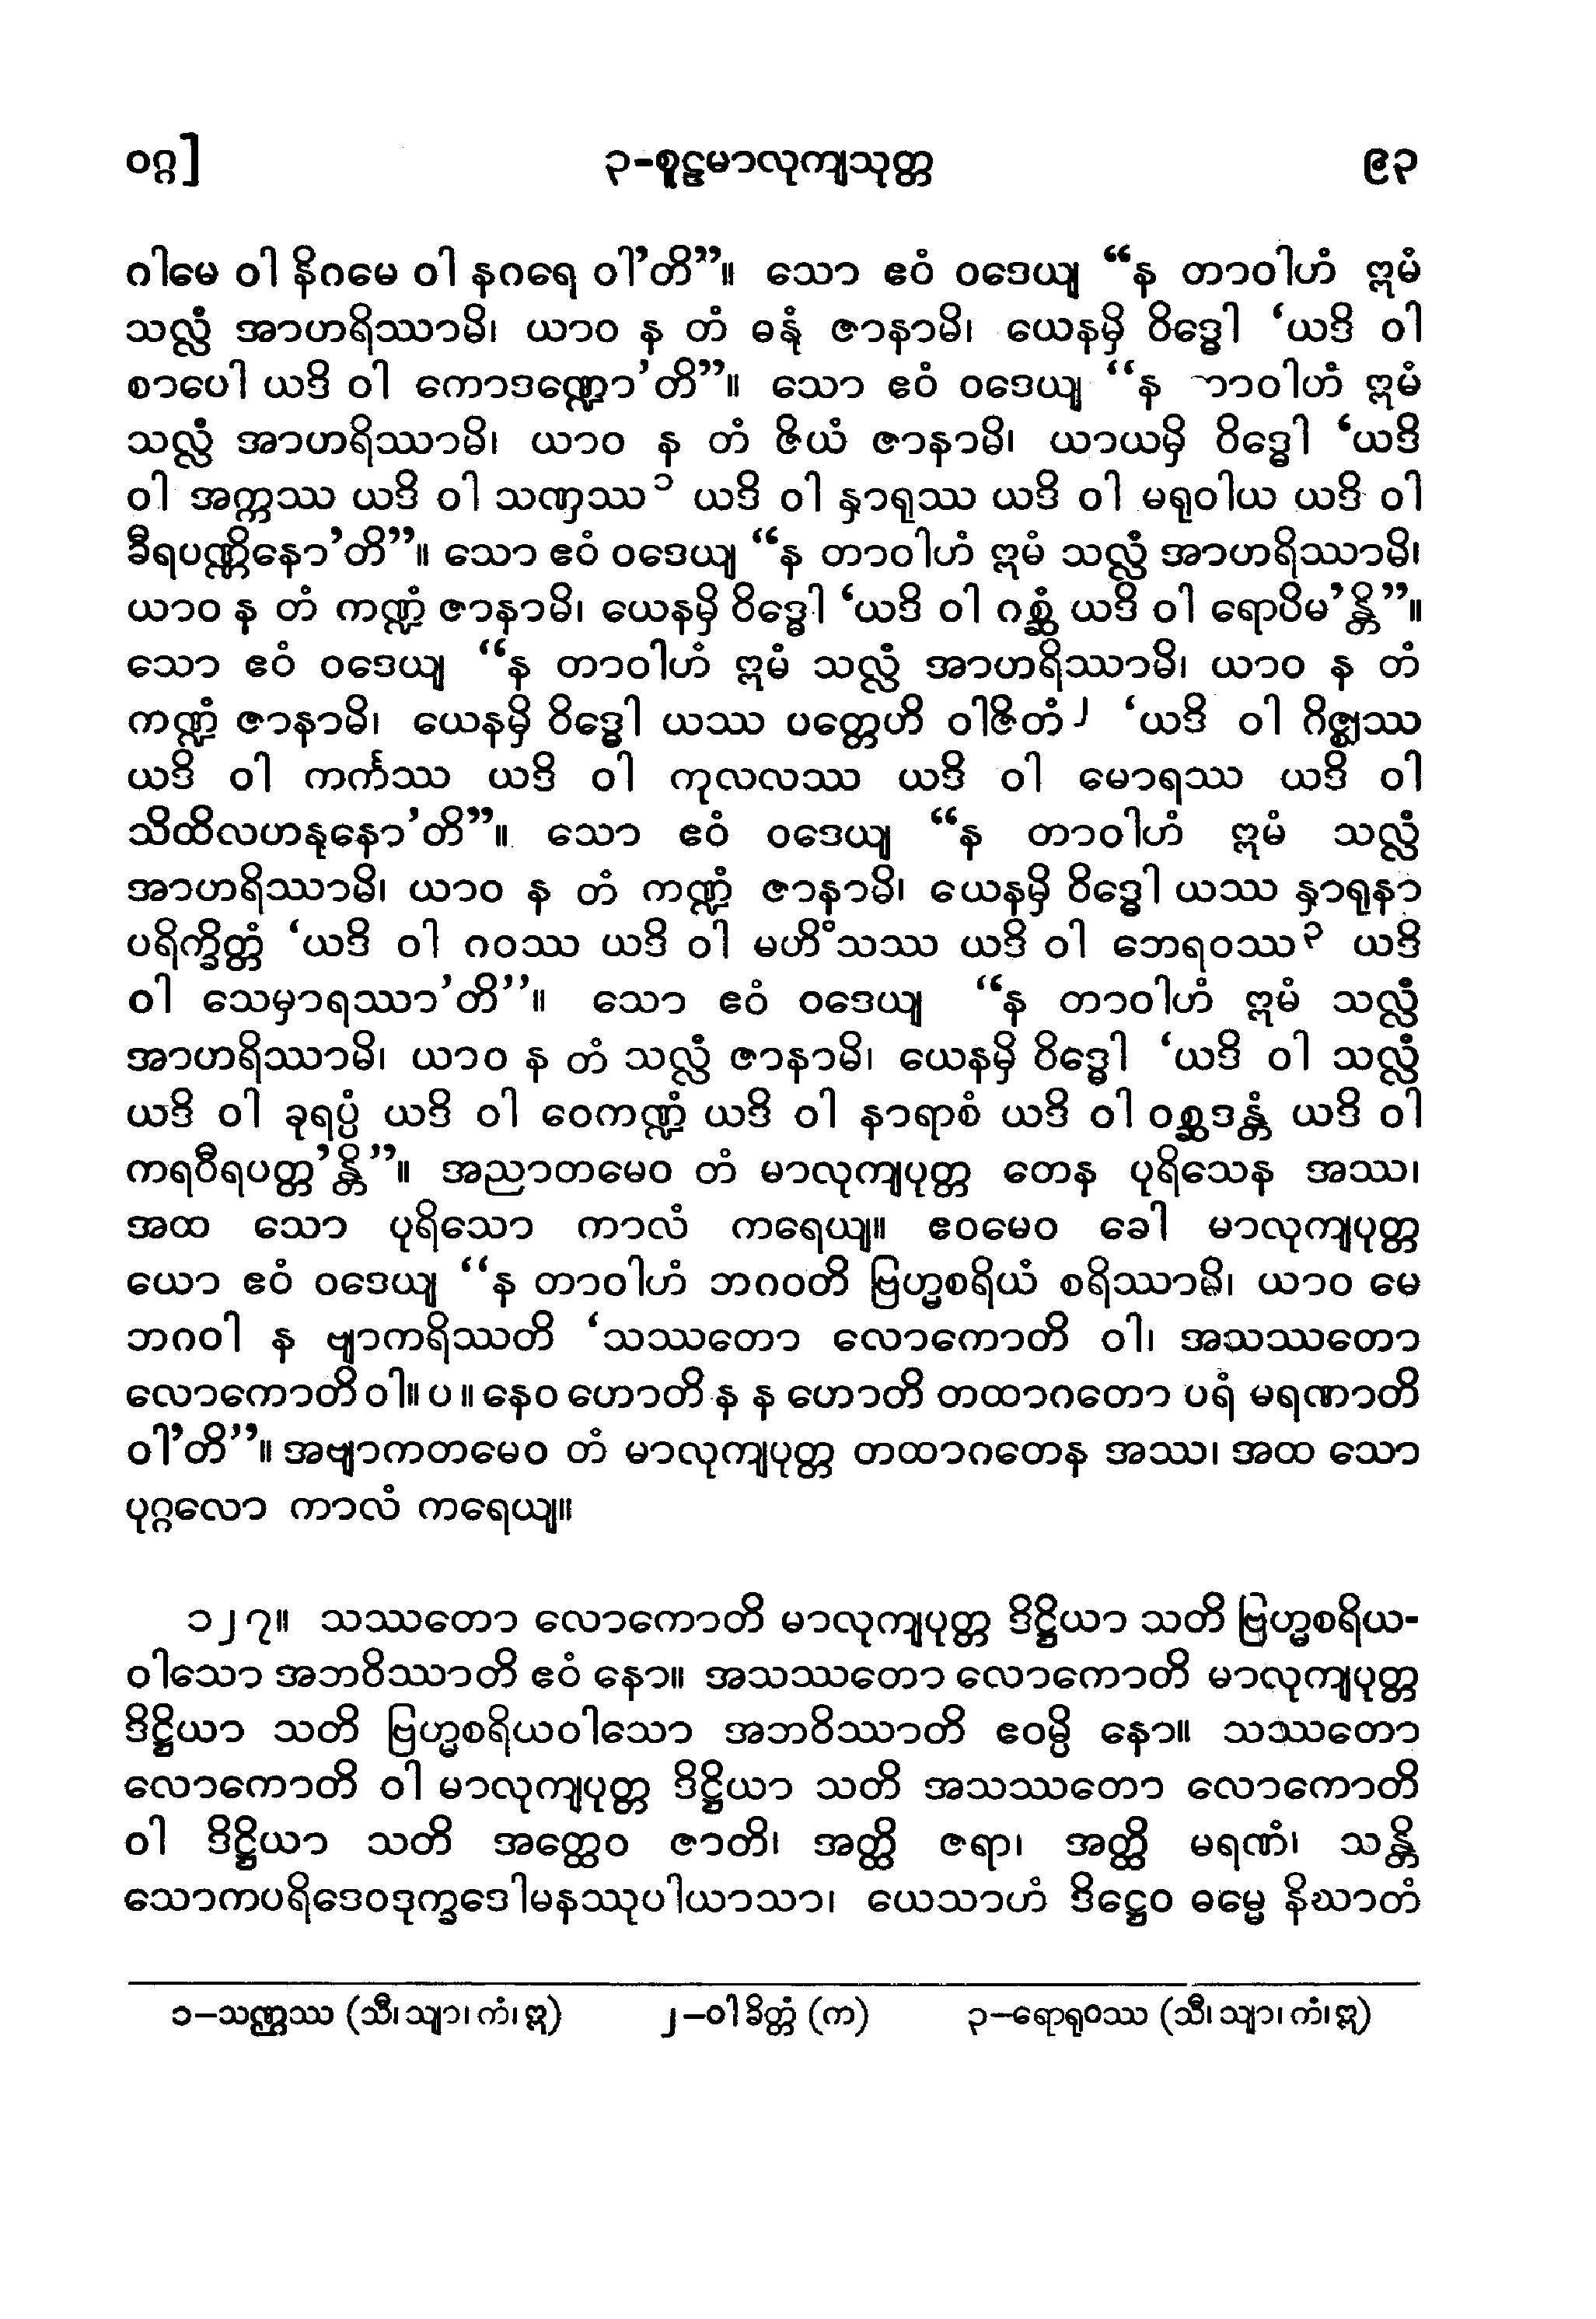 ဝဂ္ဂ] ၃-စူဠမာလုကျသုတ္တ ၉၃
ဂါမေ ဝါ နိဂမေ ဝါ နဂရေ ဝါ’တိ”။ သော ဧဝံ ဝဒေယျ “န တာဝါဟံ ဣမံ
သလ္လံ အာဟရိဿာမိ၊ ယာဝ န တံ ဓနုံ ဇာနာမိ၊ ယေနမှိ ဝိဒ္ဓေါ ‘ယဒိ ဝါ
စာပေါ ယဒိ ဝါ ကောဒဏ္ဍော’တိ”။ သော ဧဝံ ဝဒေယျ “န တာဝါဟံ ဣမံ
သလ္လံ အာဟရိဿာမိ၊ ယာဝ န တံ ဇိယံ ဇာနာမိ၊ ယာယမှိ ဝိဒ္ဓေါ ‘ယဒိ
ဝါ အက္ကဿ ယဒိ ဝါ သဏှဿ၁ ယဒိ ဝါ နှာရုဿ ယဒိ ဝါ မရုဝါယ ယဒိ ဝါ
ခီရပဏ္ဏိနော’တိ”။ သော ဧဝံ ဝဒေယျ “န တာဝါဟံ ဣမံ သလ္လံ အာဟရိဿာမိ၊
ယာဝ န တံ ကဏ္ဍံ ဇာနာမိ၊ ယေနမှိ ဝိဒ္ဓေါ ‘ယဒိ ဝါ ဂစ္ဆံ ယဒိ ဝါ ရောပိမ’န္တိ”။
သော ဧဝံ ဝဒေယျ “န တာဝါဟံ ဣမံ သလ္လံ အာဟရိဿာမိ၊ ယာဝ န တံ
ကဏ္ဍံ ဇာနာမိ၊ ယေနမှိ ဝိဒ္ဓေါ ယဿ ပတ္တေဟိ ဝါဇိတံ၂ ‘ယဒိ ဝါ ဂိဇ္ဈဿ
ယဒိ ဝါ ကင်္ကဿ ယဒိ ဝါ ကုလလဿ ယဒိ ဝါ မောရဿ ယဒိ ဝါ
သိထိလဟနုနော’တိ”။ သော ဧဝံ ဝဒေယျ “န တာဝါဟံ ဣမံ သလ္လံ
အာဟရိဿာမိ၊ ယာဝ န တံ ကဏ္ဍံ ဇာနာမိ၊ ယေနမှိ ဝိဒ္ဓေါ ယဿ နှာရုနာ
ပရိက္ခိတ္တံ ‘ယဒိ ဝါ ဂဝဿ ယဒိ ဝါ မဟိံသဿ ယဒိ ဝါ ဘေရဝဿ၃ ယဒိ
ဝါ သေမှာရဿာ’တိ”။ သော ဧဝံ ဝဒေယျ “န တာဝါဟံ ဣမံ သလ္လံ
အာဟရိဿာမိ၊ ယာဝ န တံ သလ္လံ ဇာနာမိ၊ ယေနမှိ ဝိဒ္ဓေါ ‘ယဒိ ဝါ သလ္လံ
ယဒိ ဝါ ခုရပ္ပံ ယဒိ ဝါ ဝေကဏ္ဍံ ယဒိ ဝါ နာရာစံ ယဒိ ဝါ ဝစ္ဆဒန္တံ ယဒိ ဝါ
ကရဝီရပတ္တ’န္တိ”။ အညာတမေဝ တံ မာလုကျပုတ္တ တေန ပုရိသေန အဿ၊
အထ သော ပုရိသော ကာလံ ကရေယျ။ ဧဝမေဝ ခေါ မာလုကျပုတ္တ
ယော ဧဝံ ဝဒေယျ “န တာဝါဟံ ဘဂဝတိ ဗြဟ္မစရိယံ စရိဿာမိ၊ ယာဝ မေ
ဘဂဝါ န ဗျာကရိဿတိ ‘သဿတော လောကောတိ ဝါ၊ အသဿတော
လောကောတိ ဝါ။ ပ ။ နေဝ ဟောတိ န န ဟောတိ တထာဂတော ပရံ မရဏာတိ
ဝါ’တိ”။ အဗျာကတမေဝ တံ မာလုကျပုတ္တ တထာဂတေန အဿ၊ အထ သော
ပုဂ္ဂလော ကာလံ ကရေယျ။
၁၂၇။ သဿတော လောကောတိ မာလုကျပုတ္တ ဒိဋ္ဌိယာ သတိ ဗြဟ္မစရိယ-
ဝါသော အဘဝိဿာတိ ဧဝံ နော။ အသဿတော လောကောတိ မာလုကျပုတ္တ
ဒိဋ္ဌိယာ သတိ ဗြဟ္မစရိယဝါသော အဘဝိဿာတိ ဧဝမ္ပိ နော။ သဿတော
လောကောတိ ဝါ မာလုကျပုတ္တ ဒိဋ္ဌိယာ သတိ အသဿတော လောကောတိ
ဝါ ဒိဋ္ဌိယာ သတိ အတ္ထေဝ ဇာတိ၊ အတ္ထိ ဇရာ၊ အတ္ထိ မရဏံ၊ သန္တိ
သောကပရိဒေဝဒုက္ခဒေါမနဿုပါယာသာ၊ ယေသာဟံ ဒိဋ္ဌေဝ ဓမ္မေ နိဃာတံ
၁-သဏ္ဌဿ (သီ၊ သျာ၊ ကံ၊ ဣ) ၂-ဝါခိတ္တံ (က) ၃-ရောရုဝဿ (သီ၊ သျာ၊ ကံ၊ ဣ)